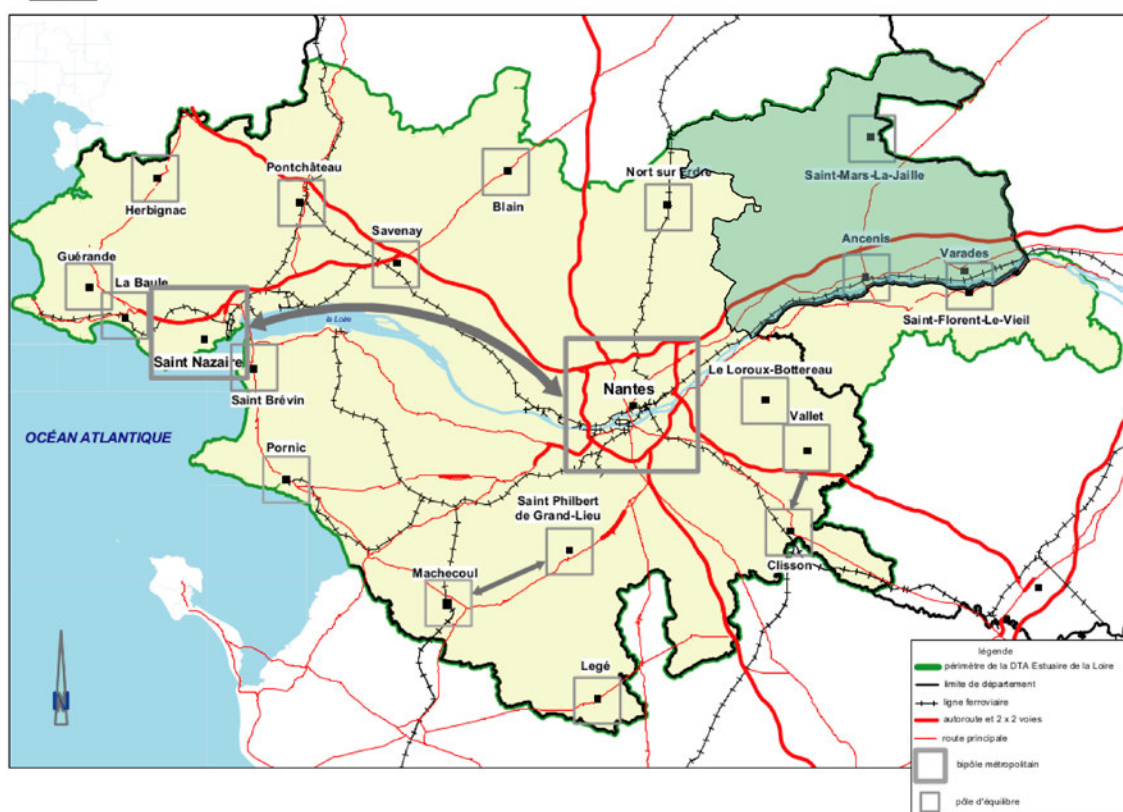 Saint-Mars-La-Jaille
Pontchâteau
Nort sur Erdre
Herbignac
Blain
Savenay
Guérande
Ancenis
Varades
La Baule
la Loire
Saint-Florent-Le-Vieil
Saint Nazaire
Le Loroux-Bottereau
Nantes
Saint Brévin
Vallet
OCÉAN ATLANTIQUE
Pornic
Saint Philbert
de Grand-Lieu
Clisson
Machecoul
Legé
N
légende
périmètre de la DTA Estuaire de la Loire
limite de département
ligne ferroviaire
autoroute et 2 x 2 voies
route principale
bipôle métropolitain
pôle d'équilibre